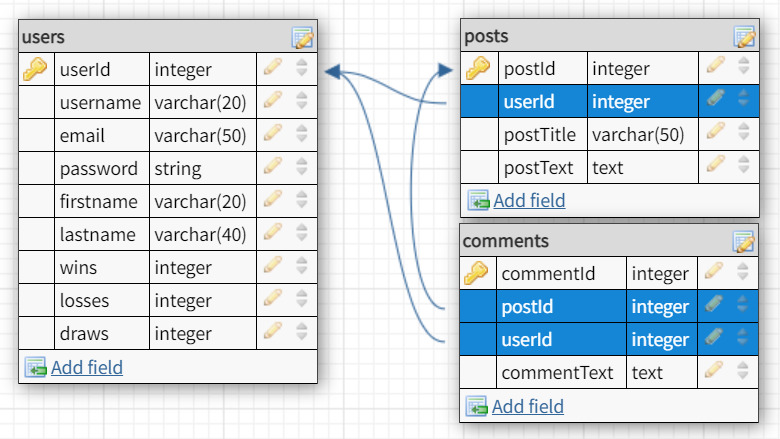 users
userId integer
username varchar(20)
email varchar(50)
password string
firstname varchar(20)
lastname varchar(40)
wins integer
losses integer
draws integer
Add field
posts
postId integer
userId integer
postTitle varchar(50)
postText text
Add field
comments
commentId integer
postId integer
userId integer
commentText text
Add field